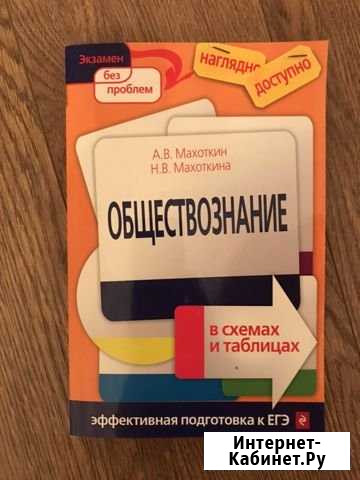 Экзамен
без
проблем
наглядно
доступно
А.В. Махоткин
Н.В. Махоткина
ОБЩЕСТВОЗНАНИЕ
в схемах
и таблицах
эффективная подготовка к ЕГЭ
Интернет-
Кабинет.Ру